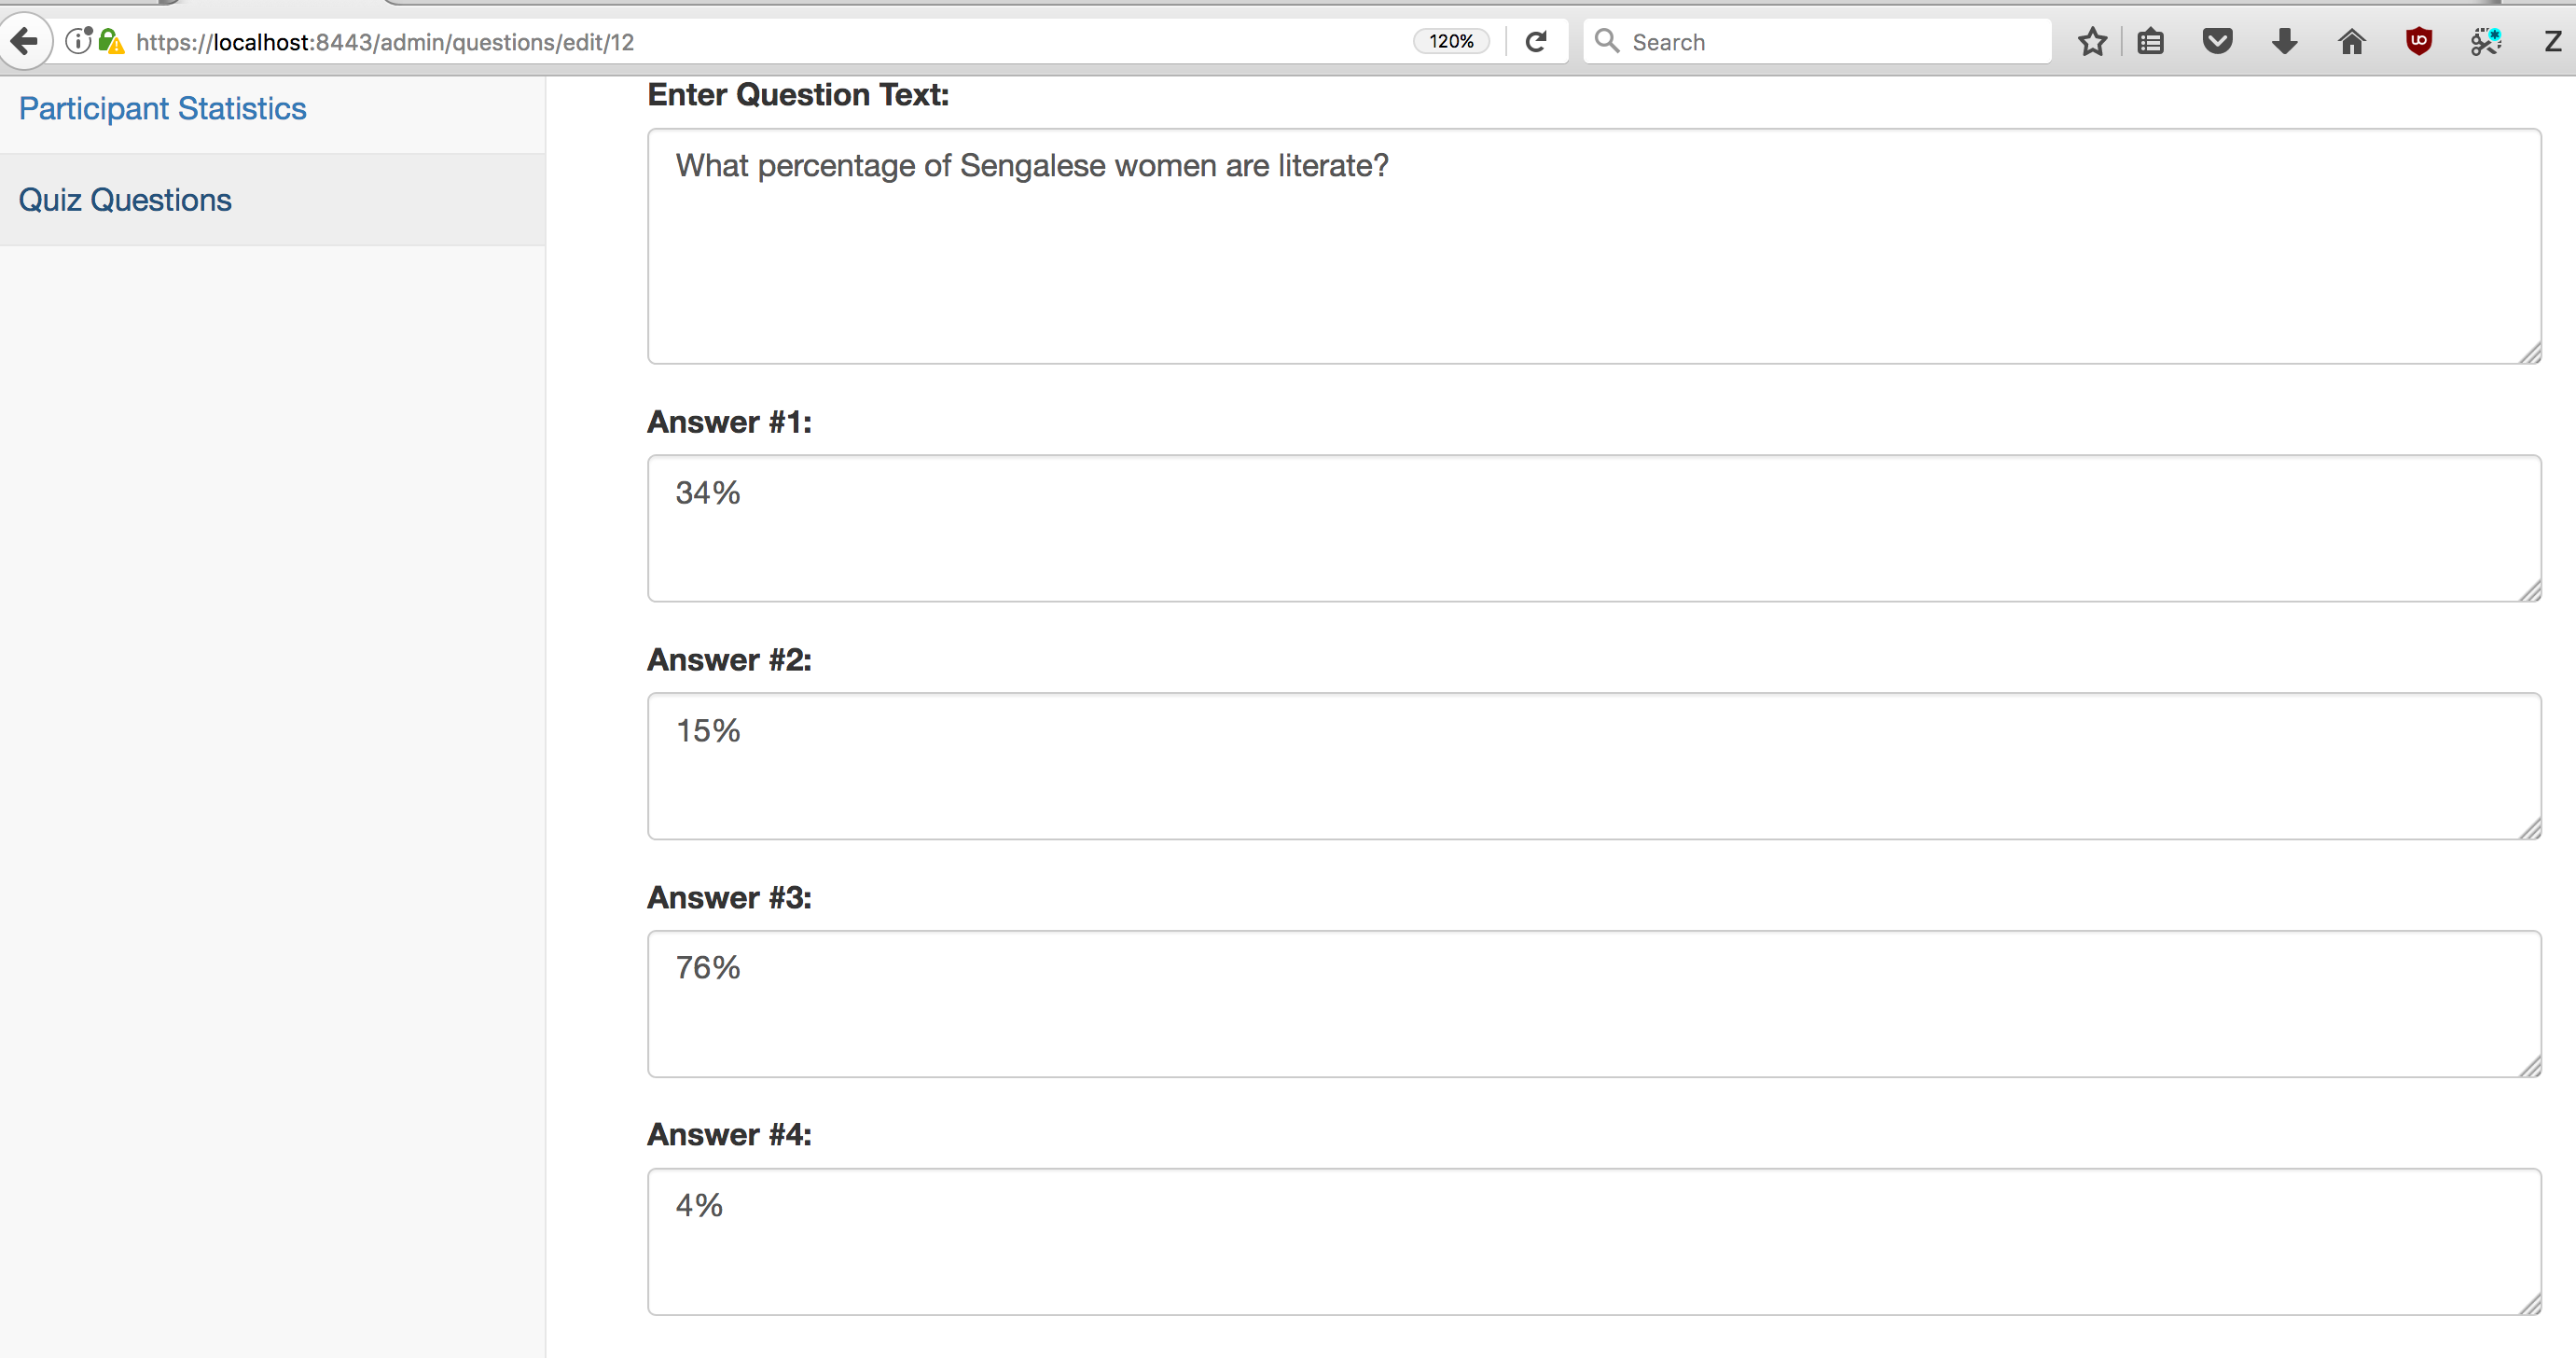 https://localhost:8443/admin/questions/edit/12
120%
Search
Z
Participant Statistics
Quiz Questions
Enter Question Text:
What percentage of Sengalese women are literate?
Answer #1:
34%
Answer #2:
15%
Answer #3:
76%
Answer #4:
4%